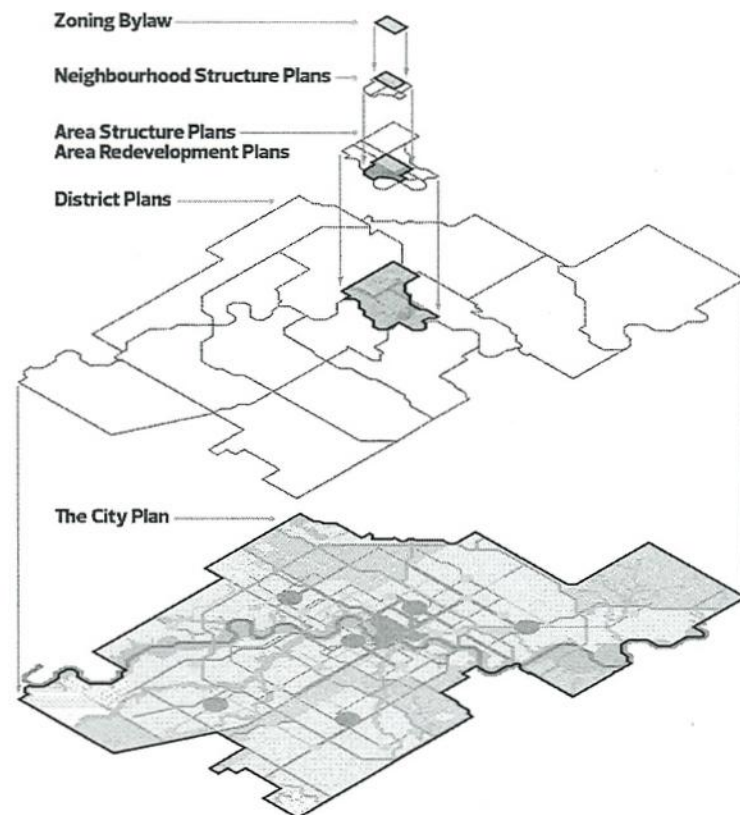 Zoning Bylaw
Neighbourhood Structure Plans
Area Structure Plans
Area Redevelopment Plans
District Plans
The City Plan